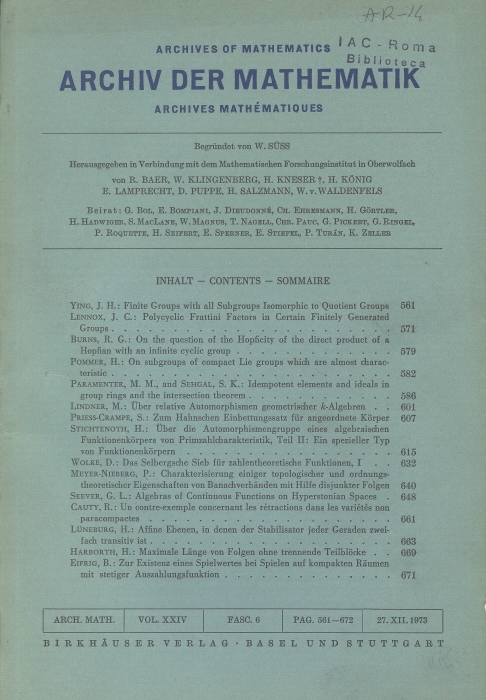 AR-14
IAC - Roma
Biblioteca
ARCHIVES OF MATHEMATICS
ARCHIV DER MATHEMATIK
ARCHIVES MATHÉMATIQUES
Begründet von W. SÜSS
Herausgegeben in Verbindung mit dem Mathematischen Forschungsinstitut in Oberwolfach
von R. BAER, W. KLINGENBERG, H. KNESER †, H. KÖNIG
E. LAMPRECHT, D. PUPPE, H. SALZMANN, W. v. WALDENFELS
Beirat: G. BOL, E. BOMPIANI, J. DIEUDONNÉ, CH. EHRESMANN, H. GÖRTLER,
H. HADWIGER, S. MACLANE, W. MAGNUS, T. NAGELL, CHR. PAUC, G. PICKERT, G. RINGEL,
P. ROQUETTE, H. SEIFERT, E. SPERNER, E. STIEFEL, P. TURÁN, K. ZELLER
INHALT — CONTENTS — SOMMAIRE
YING, J. H.: Finite Groups with all Subgroups Isomorphic to Quotient Groups 561
LENNOX, J. C.: Polycyclic Frattini Factors in Certain Finitely Generated
Groups . . . . . . . . . . . . . . . . . . 571
BURNS, R. G.: On the question of the Hopficity of the direct product of a
Hopfian with an infinite cyclic group . . . . . . . . . . 579
POMMER, H.: On subgroups of compact Lie groups which are almost charac-
teristic . . . . . . . . . . . . . . . . . . 582
PARAMENTER, M. M., and SEHGAL, S. K.: Idempotent elements and ideals in
group rings and the intersection theorem . . . . . . . . . 586
LINDNER, M.: Über relative Automorphismen geometrischer k-Algebren . . 601
PRIESS-CRAMPE, S.: Zum Hahnschen Einbettungssatz für angeordnete Körper 607
STICHTENOTH, H.: Über die Automorphismengruppe eines algebraischen
Funktionenkörpers von Primzahlcharakteristik, Teil II: Ein spezieller Typ
von Funktionenkörpern . . . . . . . . . . . . . . 615
WOLKE, D.: Das Selbergsche Sieb für zahlentheoretische Funktionen, I . . 632
MEYER-NIEBERG, P.: Charakterisierung einiger topologischer und ordnungs-
theoretischer Eigenschaften von Banachverbänden mit Hilfe disjunkter Folgen 640
SEEVER, G. L.: Algebras of Continuous Functions on Hyperstonian Spaces . 648
CAUTY, R.: Un contre-exemple concernant les rétractions dans les variétés non
paracompactes . . . . . . . . . . . . . . . . 661
LÜNEBURG, H.: Affine Ebenen, in denen der Stabilisator jeder Geraden zwei-
fach transitiv ist . . . . . . . . . . . . . . . . 663
HARBORTH, H.: Maximale Länge von Folgen ohne trennende Teilblöcke . . 669
EIFRIG, B.: Zur Existenz eines Spielwertes bei Spielen auf kompakten Räumen
mit stetiger Auszahlungsfunktion . . . . . . . . . . . 671
ARCH. MATH. VOL. XXIV FASC. 6 PAG. 561—672 27. XII. 1973
BIRKHÄUSER VERLAG · BASEL UND STUTTGART